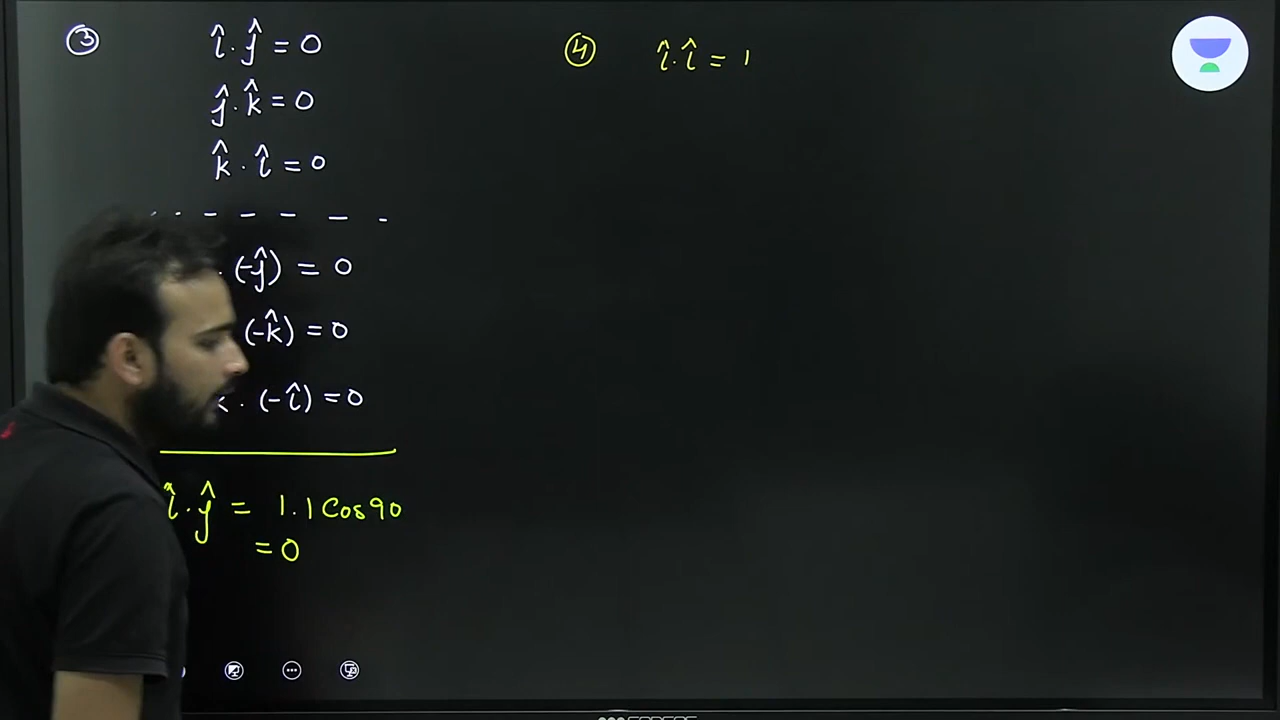 ③ î.ĵ = 0
ĵ.k̂ = 0
k̂ . î = 0
. (-ĵ) = 0
(-k̂) = 0
. (-î) = 0
î.ĵ = 1.1 Cos90
= 0
④ î.î = 1